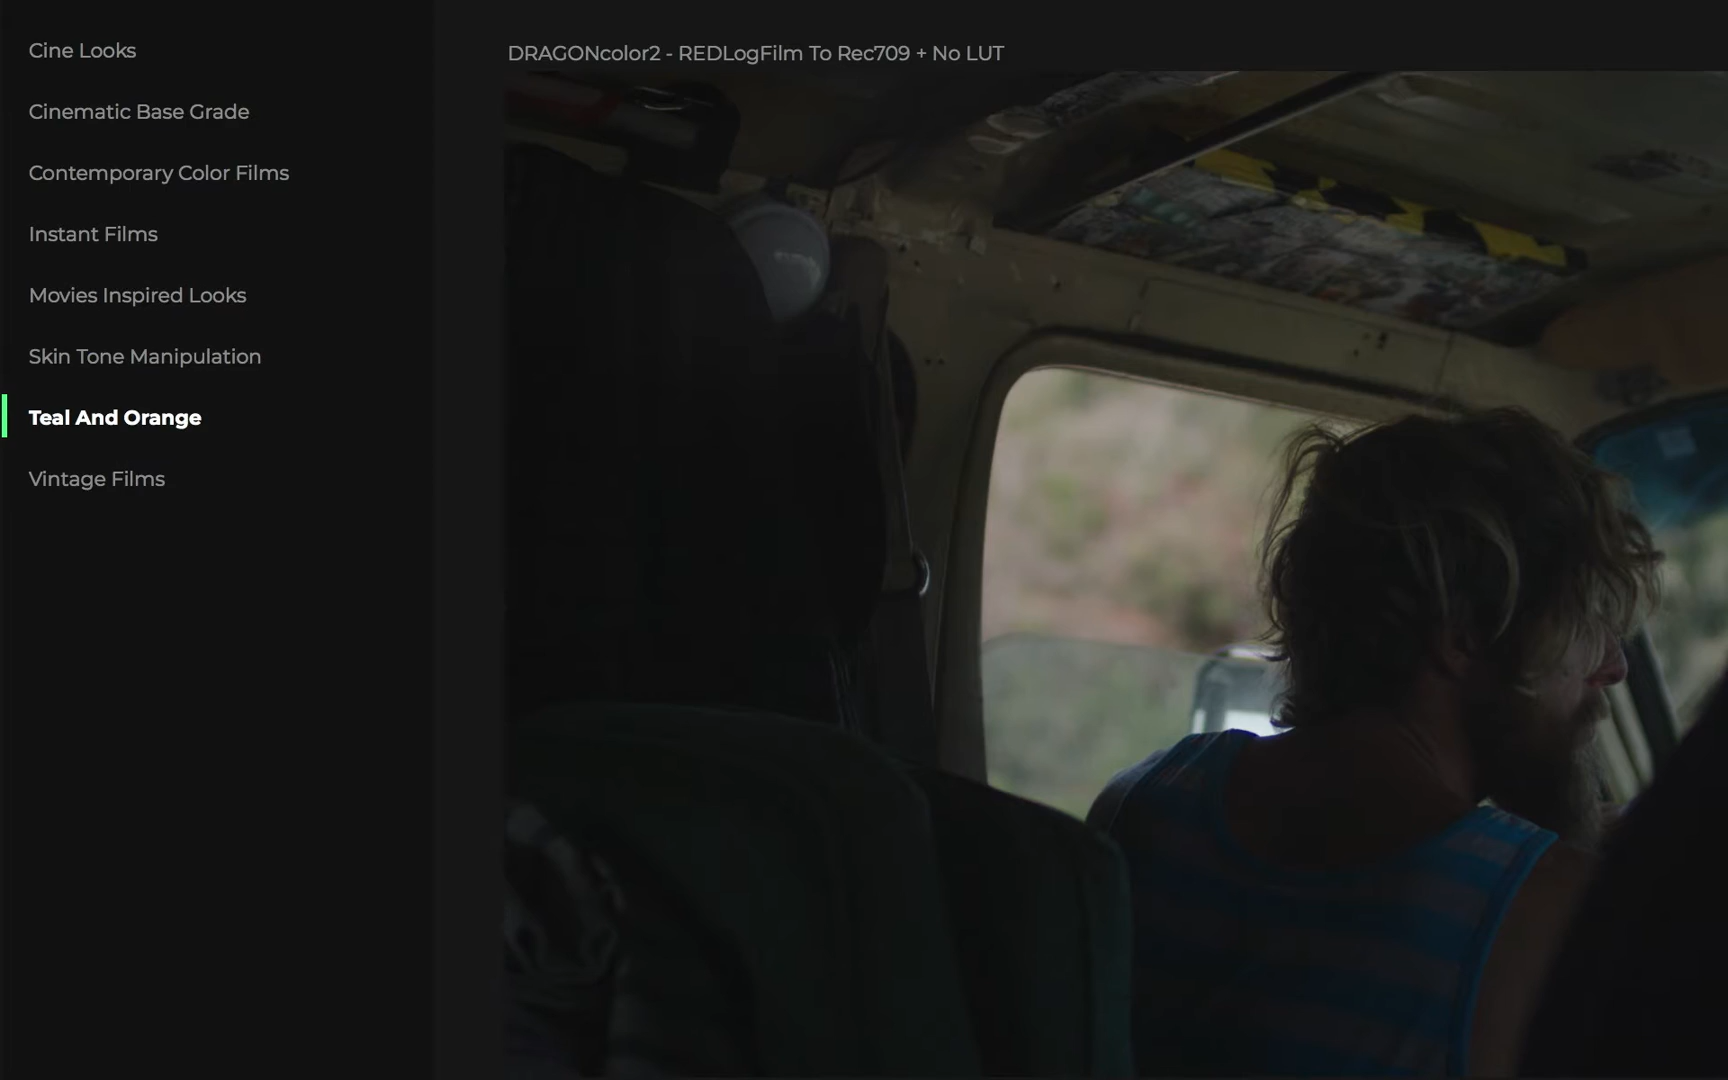 Cine Looks
Cinematic Base Grade
Contemporary Color Films
Instant Films
Movies Inspired Looks
Skin Tone Manipulation
Teal And Orange
Vintage Films
DRAGONcolor2 - REDLogFilm To Rec709 + No LUT